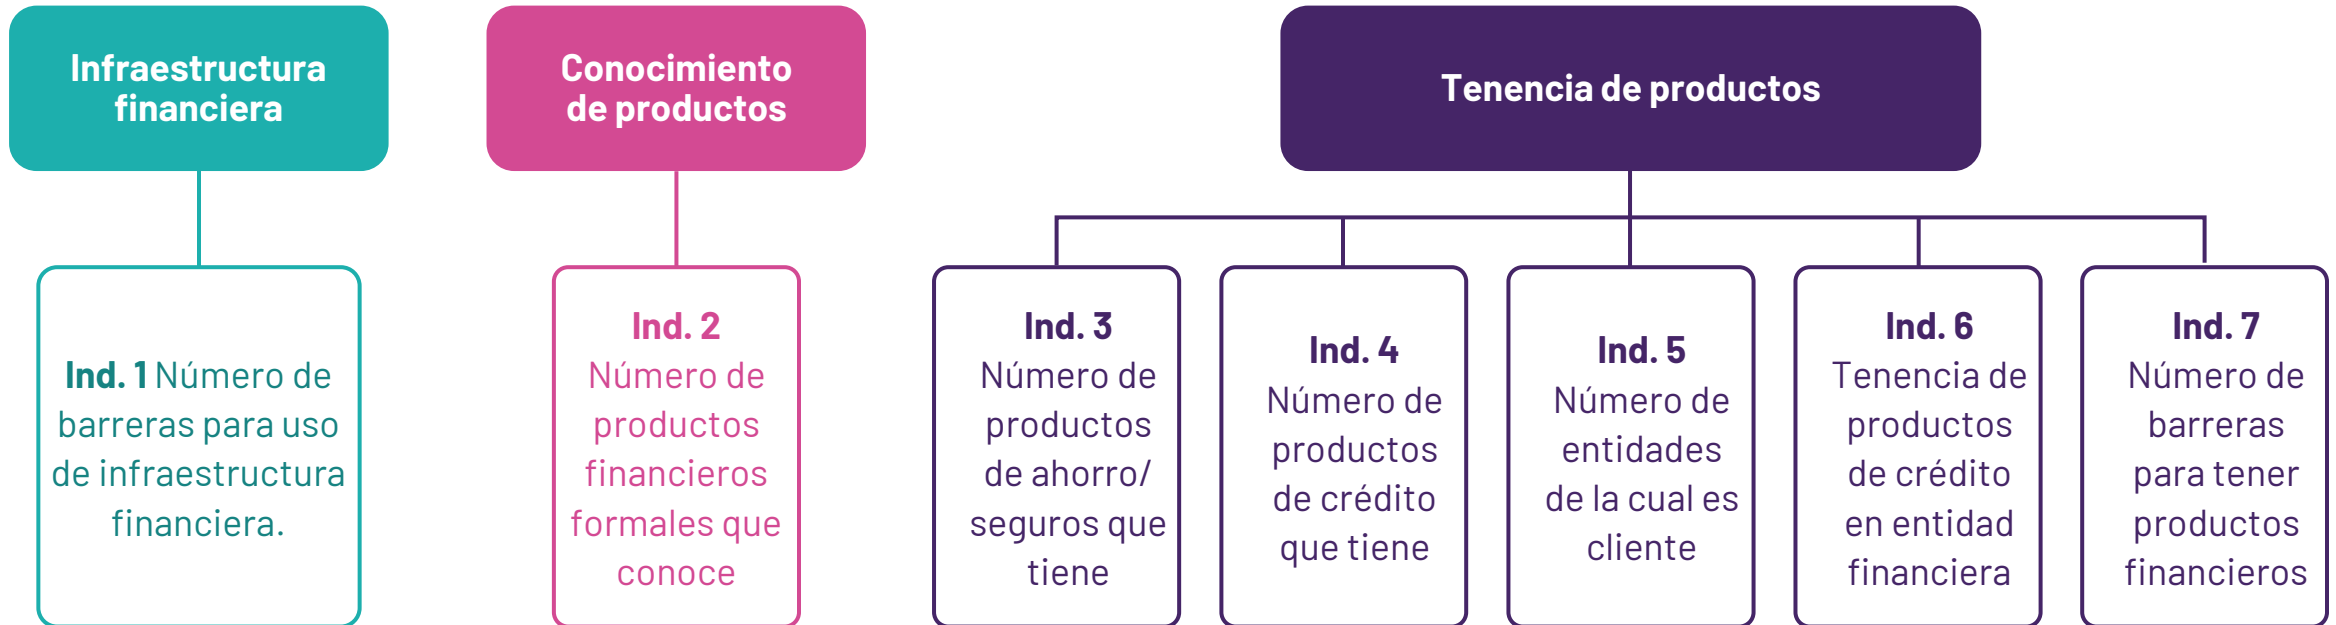 Infraestructura
financiera
Conocimiento
de productos
Tenencia de productos
Ind. 1 Número de
barreras para uso
de infraestructura
financiera.
Ind. 2
Número de
productos
financieros
formales que
conoce
Ind. 3
Número de
productos
de ahorro/
seguros que
tiene
Ind. 4
Número de
productos
de crédito
que tiene
Ind. 5
Número de
entidades
de la cual es
cliente
Ind. 6
Tenencia de
productos
de crédito
en entidad
financiera
Ind. 7
Número de
barreras
para tener
productos
financieros